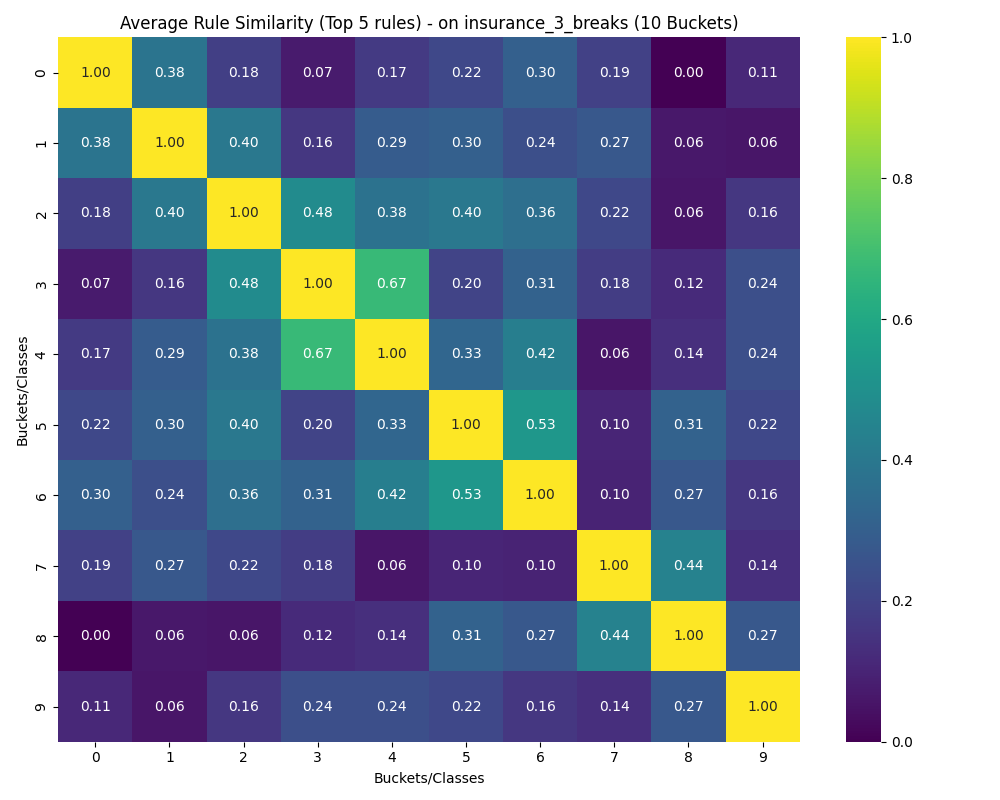 Average Rule Similarity (Top 5 rules) - on insurance_3_breaks (10 Buckets)
Buckets/Classes
0 1.00 0.38 0.18 0.07 0.17 0.22 0.30 0.19 0.00 0.11
1 0.38 1.00 0.40 0.16 0.29 0.30 0.24 0.27 0.06 0.06
2 0.18 0.40 1.00 0.48 0.38 0.40 0.36 0.22 0.06 0.16
3 0.07 0.16 0.48 1.00 0.67 0.20 0.31 0.18 0.12 0.24
4 0.17 0.29 0.38 0.67 1.00 0.33 0.42 0.06 0.14 0.24
5 0.22 0.30 0.40 0.20 0.33 1.00 0.53 0.10 0.31 0.22
6 0.30 0.24 0.36 0.31 0.42 0.53 1.00 0.10 0.27 0.16
7 0.19 0.27 0.22 0.18 0.06 0.10 0.10 1.00 0.44 0.14
8 0.00 0.06 0.06 0.12 0.14 0.31 0.27 0.44 1.00 0.27
9 0.11 0.06 0.16 0.24 0.24 0.22 0.16 0.14 0.27 1.00
0 1 2 3 4 5 6 7 8 9
Buckets/Classes
1.0
0.8
0.6
0.4
0.2
0.0